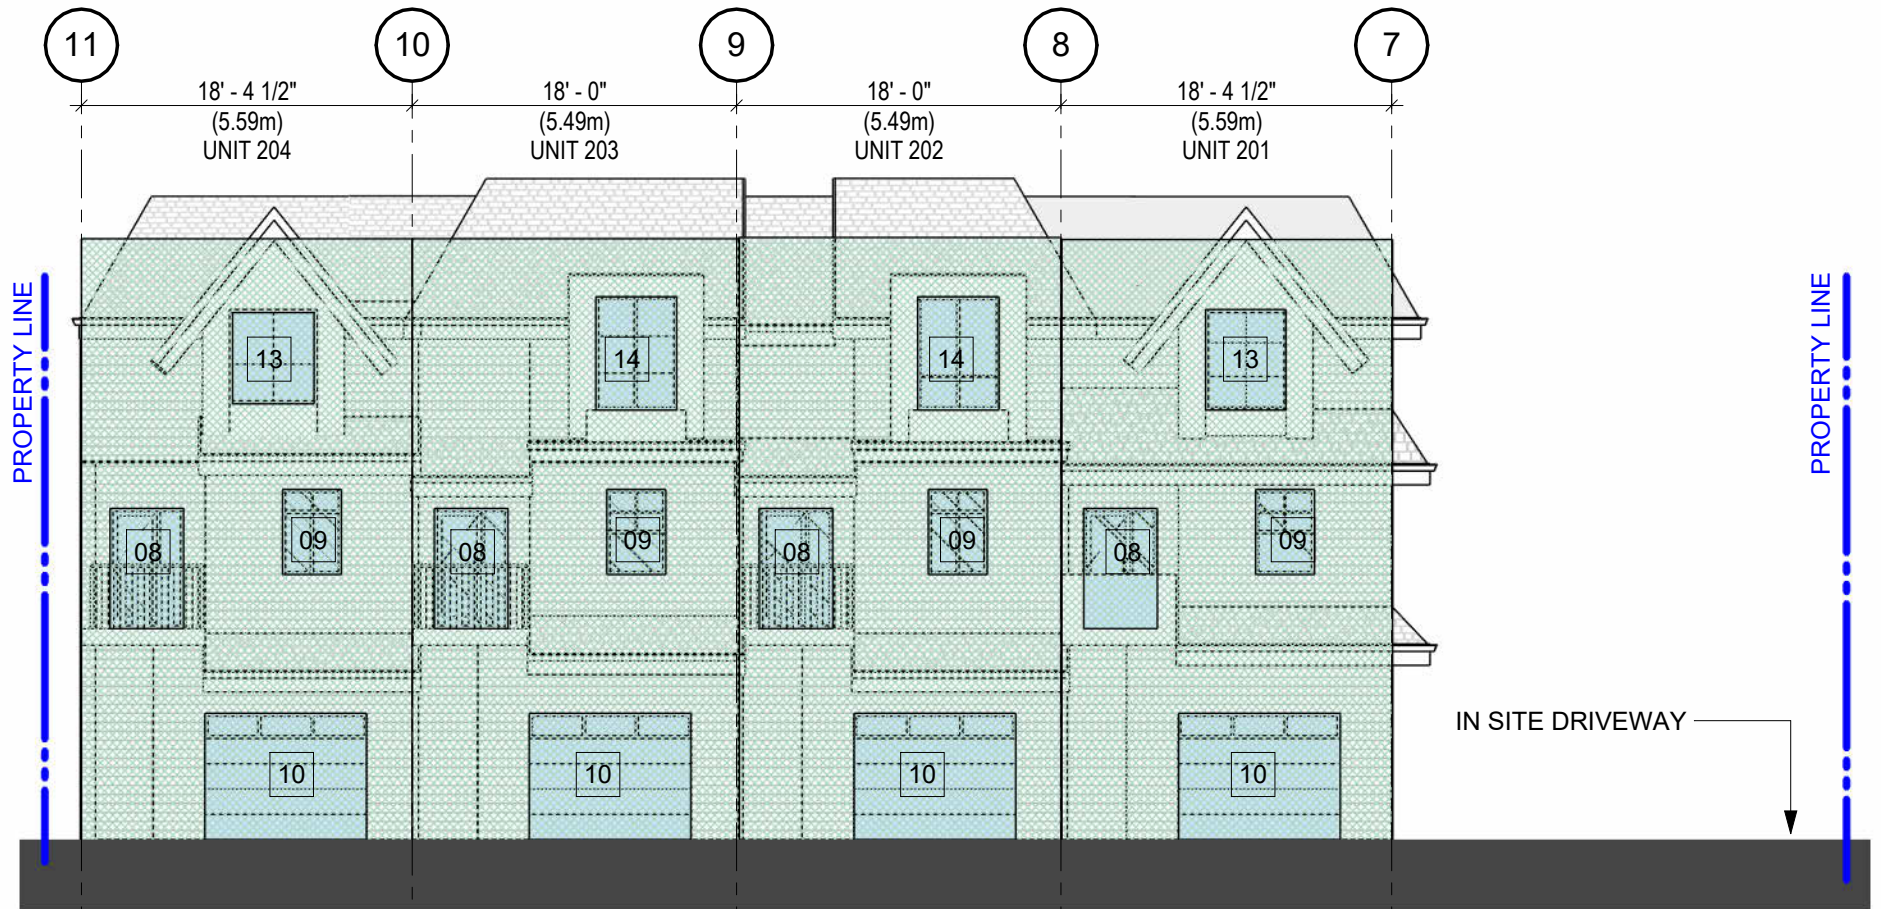 11
10
9
8
7
18' - 4 1/2"
(5.59m)
UNIT 204
18' - 0"
(5.49m)
UNIT 203
18' - 0"
(5.49m)
UNIT 202
18' - 4 1/2"
(5.59m)
UNIT 201
PROPERTY LINE
PROPERTY LINE
13
14
14
13
08
09
08
09
08
09
08
09
10
10
10
10
IN SITE DRIVEWAY